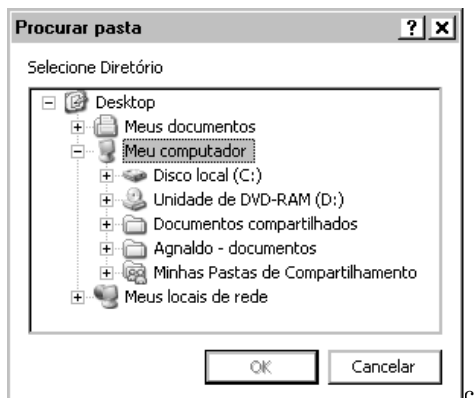 Procurar pasta
Selecione Diretório
Desktop
Meus documentos
Meu computador
Disco local (C:)
Unidade de DVD-RAM (D:)
Documentos compartilhados
Agnaldo - documentos
Minhas Pastas de Compartilhamento
Meus locais de rede
OK Cancelar